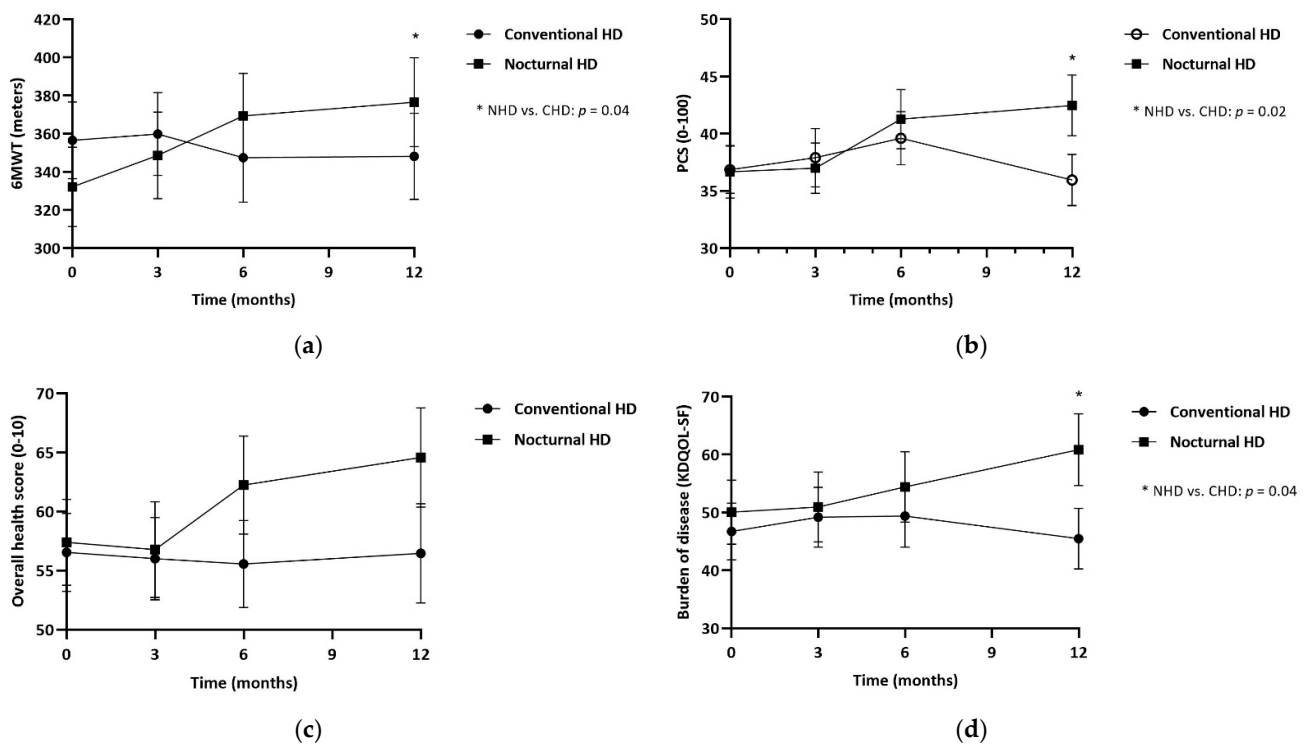 420
400
380
360
340
320
300
6MWT (meters)
*
0 3 6 9 12
Time (months)
Conventional HD
Nocturnal HD
* NHD vs. CHD: p = 0.04
(a)
50
45
40
35
30
PCS (0-100)
*
0 3 6 9 12
Time (months)
Conventional HD
Nocturnal HD
* NHD vs. CHD: p = 0.02
(b)
70
65
60
55
50
Overall health score (0-10)
0 3 6 9 12
Time (months)
Conventional HD
Nocturnal HD
(c)
70
60
50
40
30
Burden of disease (KDQOL-SF)
*
0 3 6 9 12
Time (months)
Conventional HD
Nocturnal HD
* NHD vs. CHD: p = 0.04
(d)